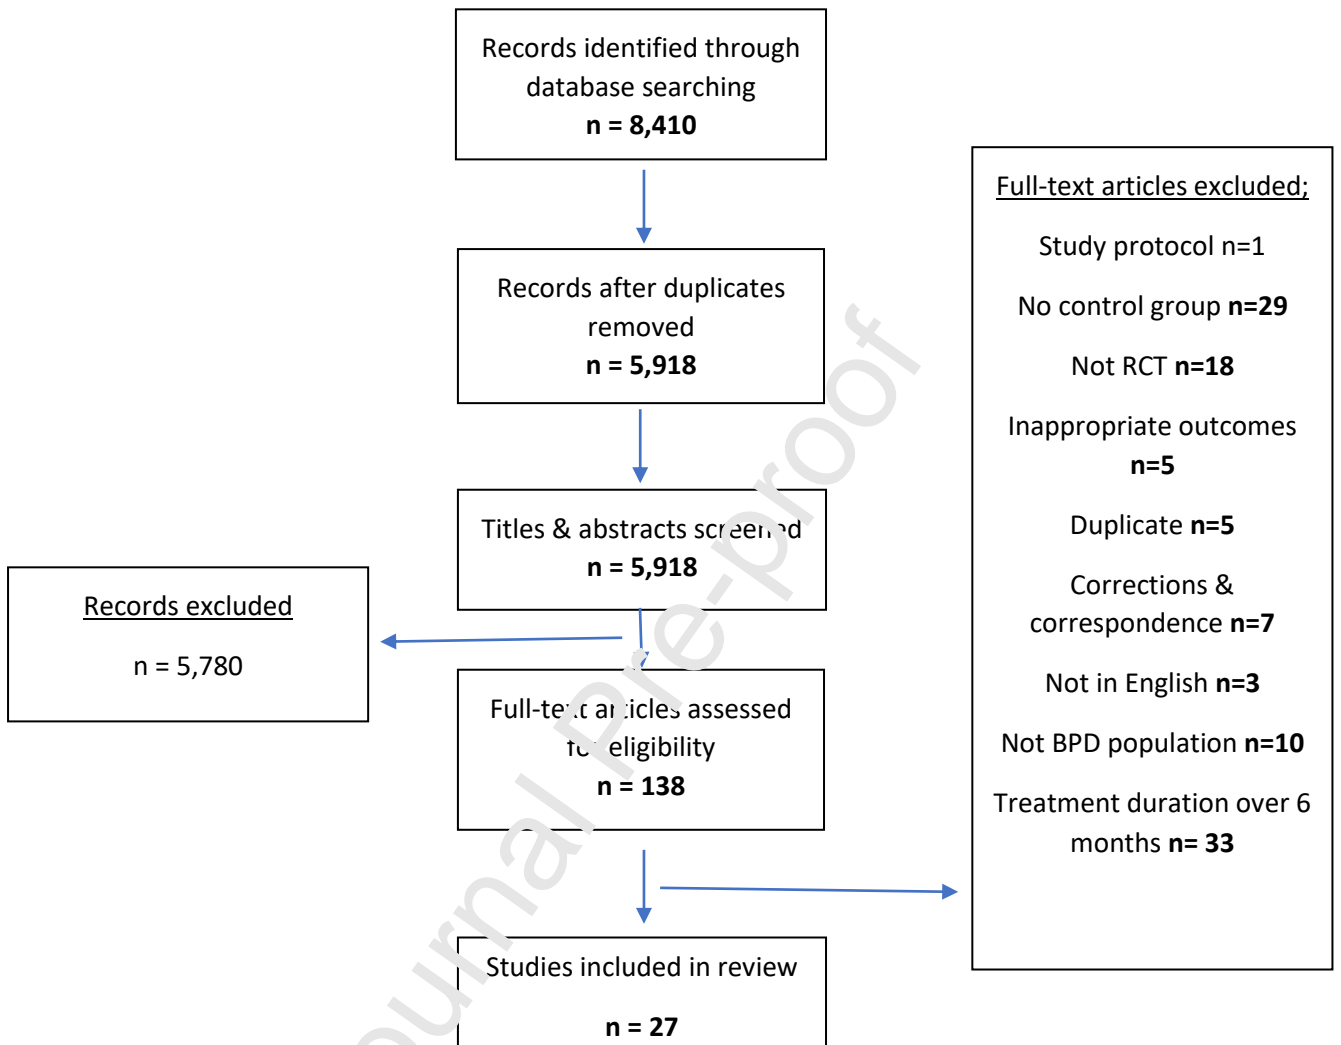 Records identified through
database searching
n = 8,410
Records after duplicates
removed
n = 5,918
Titles & abstracts screened
n = 5,918
Records excluded
n = 5,780
Full-text articles assessed
for eligibility
n = 138
Full-text articles excluded;
Study protocol n=1
No control group n=29
Not RCT n=18
Inappropriate outcomes
n=5
Duplicate n=5
Corrections &
correspondence n=7
Not in English n=3
Not BPD population n=10
Treatment duration over 6
months n= 33
Studies included in review
n = 27
Journal Pre-proof